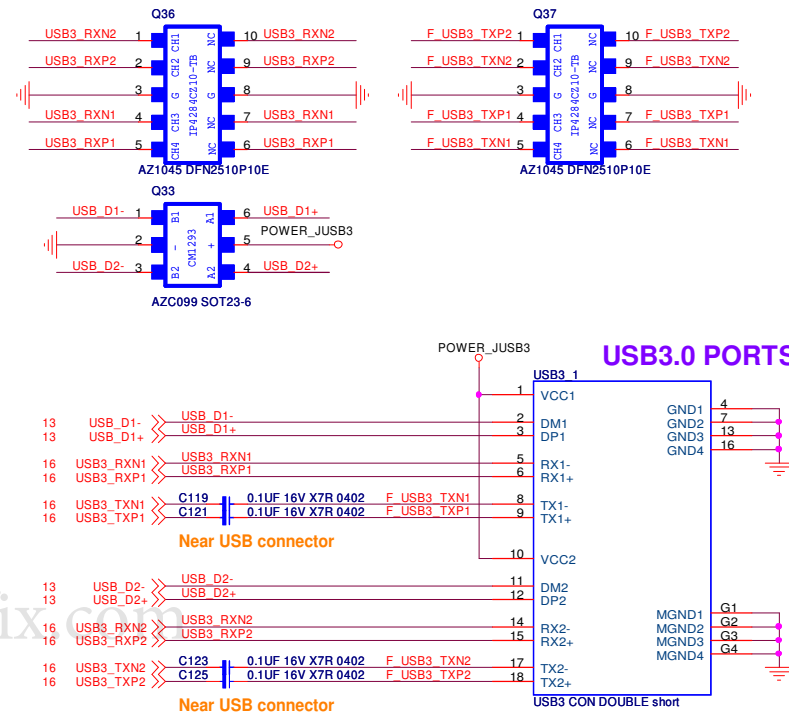 Q36
USB3_RXN2 1 CH1 NC 10 USB3_RXN2
USB3_RXP2 2 CH2 NC 9 USB3_RXP2
3 G 8
USB3_RXN1 4 CH3 NC 7 USB3_RXN1
USB3_RXP1 5 CH4 NC 6 USB3_RXP1
IP4284CZ10-TB
AZ1045 DFN2510P10E
Q37
F_USB3_TXP2 1 CH1 NC 10 F_USB3_TXP2
F_USB3_TXN2 2 CH2 NC 9 F_USB3_TXN2
3 G 8
F_USB3_TXP1 4 CH3 NC 7 F_USB3_TXP1
F_USB3_TXN1 5 CH4 NC 6 F_USB3_TXN1
IP4284CZ10-TB
AZ1045 DFN2510P10E
Q33
USB_D1- 1 B1 A1 6 USB_D1+
2 - + 5 POWER_JUSB3
USB_D2- 3 B2 A2 4 USB_D2+
CM1293
AZC099 SOT23-6
USB3.0 PORTS
POWER_JUSB3
USB3_1
1 VCC1
13 USB_D1- USB_D1- 2 DM1
13 USB_D1+ USB_D1+ 3 DP1
16 USB3_RXN1 USB3_RXN1 5 RX1-
16 USB3_RXP1 USB3_RXP1 6 RX1+
16 USB3_TXN1 C119 0.1UF 16V X7R 0402 F_USB3_TXN1 8 TX1-
16 USB3_TXP1 C121 0.1UF 16V X7R 0402 F_USB3_TXP1 9 TX1+
Near USB connector
10 VCC2
13 USB_D2- USB_D2- 11 DM2
13 USB_D2+ USB_D2+ 12 DP2
16 USB3_RXN2 USB3_RXN2 14 RX2-
16 USB3_RXP2 USB3_RXP2 15 RX2+
16 USB3_TXN2 C123 0.1UF 16V X7R 0402 F_USB3_TXN2 17 TX2-
16 USB3_TXP2 C125 0.1UF 16V X7R 0402 F_USB3_TXP2 18 TX2+
Near USB connector
GND1 4
GND2 7
GND3 13
GND4 16
MGND1 G1
MGND2 G2
MGND3 G3
MGND4 G4
USB3 CON DOUBLE short
ix.com